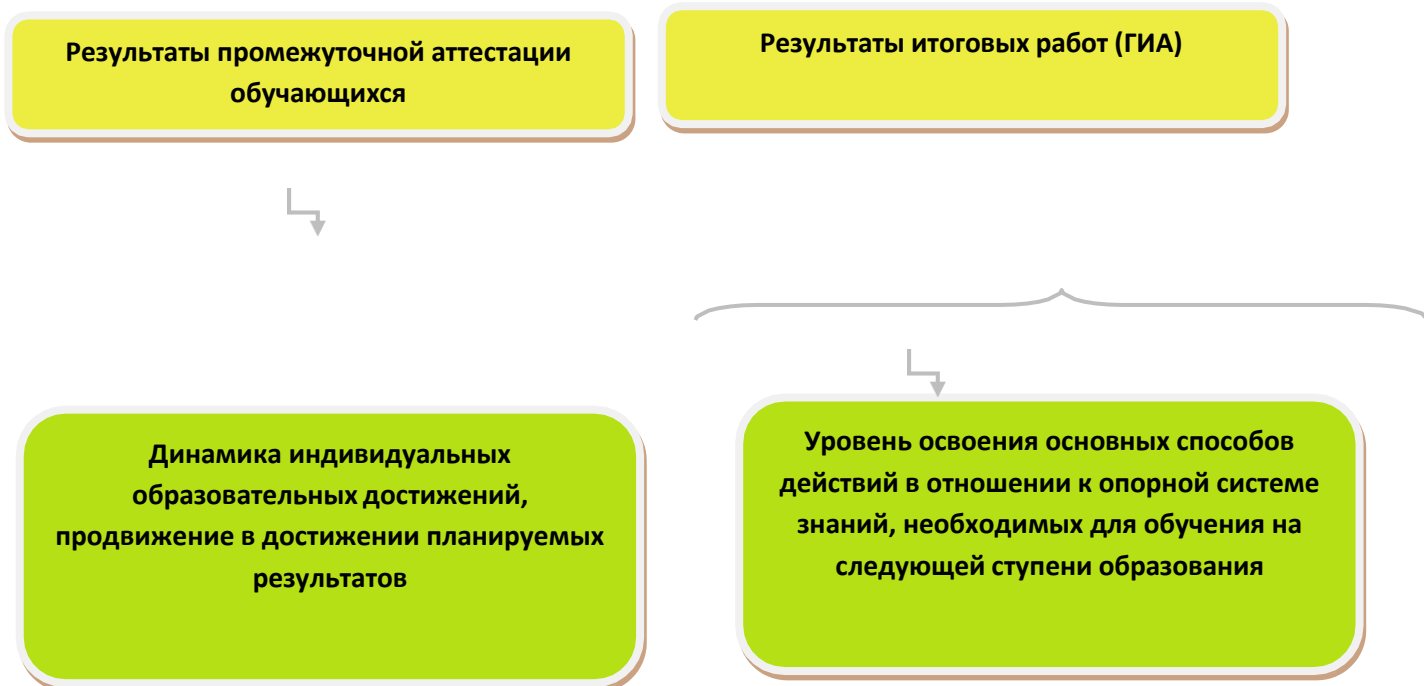 Результаты промежуточной аттестации
обучающихся
Результаты итоговых работ (ГИА)
Динамика индивидуальных
образовательных достижений,
продвижение в достижении планируемых
результатов
Уровень освоения основных способов
действий в отношении к опорной системе
знаний, необходимых для обучения на
следующей ступени образования